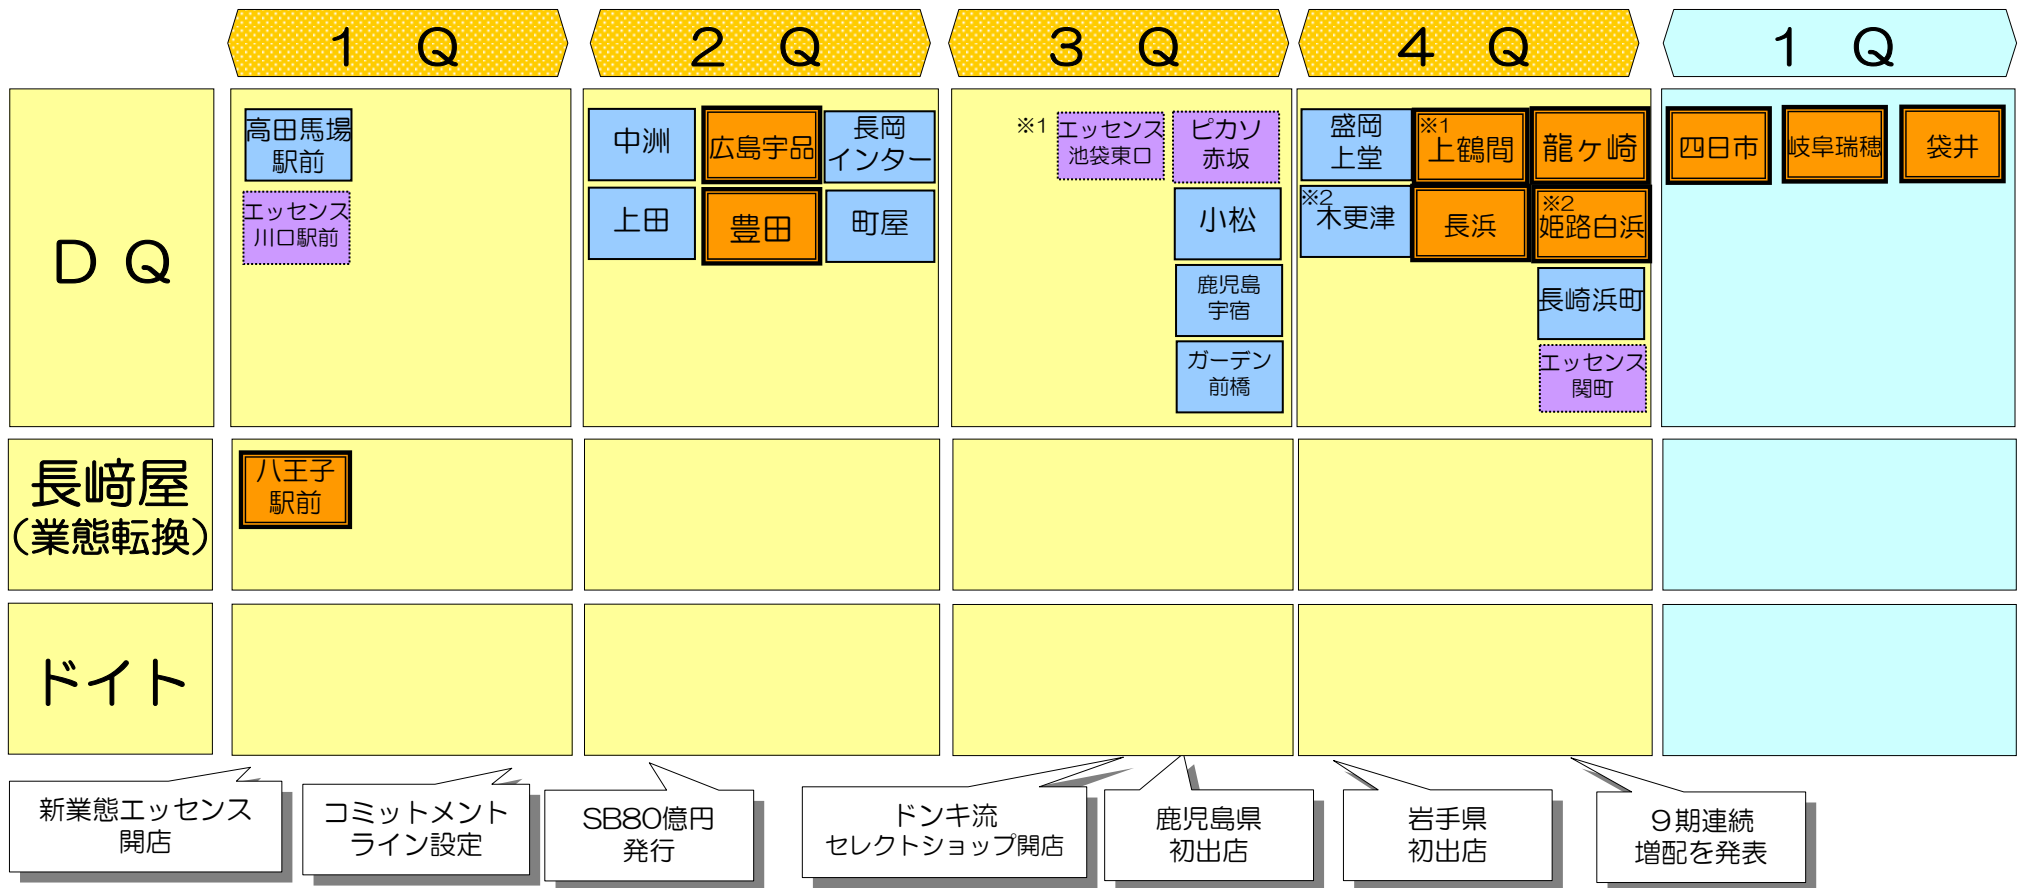 1 Q
2 Q
3 Q
4 Q
1 Q
DQ
高田馬場
駅前
エッセンス
川口駅前
中洲
広島宇品
長岡
インター
上田
豊田
町屋
※1
エッセンス
池袋東口
ピカソ
赤坂
小松
鹿児島
宇宿
ガーデン
前橋
盛岡
上堂
※1
上鶴間
龍ヶ崎
※2
木更津
長浜
※2
姫路白浜
長崎浜町
エッセンス
関町
四日市
岐阜瑞穂
袋井
長﨑屋
(業態転換)
八王子
駅前
ドイト
新業態エッセンス
開店
コミットメント
ライン設定
SB80億円
発行
ドンキ流
セレクトショップ開店
鹿児島県
初出店
岩手県
初出店
9期連続
増配を発表